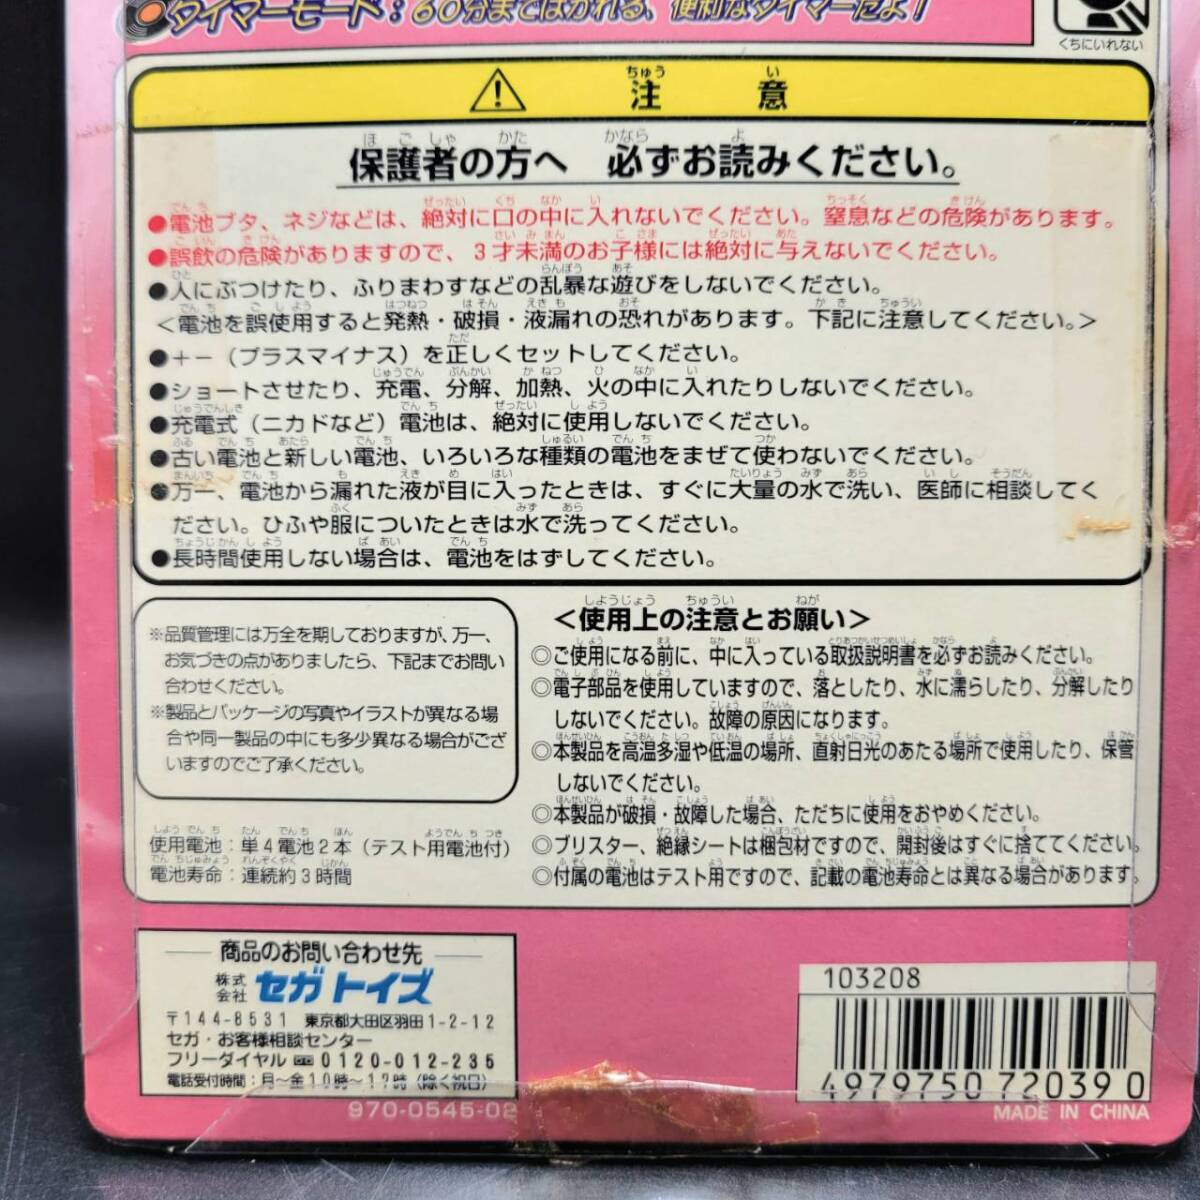 タイマーモード：60分まではかれる、便利なタイマーだよ！
くちにいれない
注意
ちゅう い
保護者の方へ 必ずお読みください。
ほごしゃ かた かなら よ
●電池ブタ、ネジなどは、絶対に口の中に入れないでください。窒息などの危険があります。
●誤飲の危険がありますので、3才未満のお子様には絶対に与えないでください。
●人にぶつけたり、ふりまわすなどの乱暴な遊びをしないでください。
<電池を誤使用すると発熱・破損・液漏れの恐れがあります。下記に注意してください。>
●+−（プラスマイナス）を正しくセットしてください。
●ショートさせたり、充電、分解、加熱、火の中に入れたりしないでください。
●充電式（ニカドなど）電池は、絶対に使用しないでください。
●古い電池と新しい電池、いろいろな種類の電池をまぜて使わないでください。
●万一、電池から漏れた液が目に入ったときは、すぐに大量の水で洗い、医師に相談してく
ださい。ひふや服についたときは水で洗ってください。
●長時間使用しない場合は、電池をはずしてください。
※品質管理には万全を期しておりますが、万一、
お気づきの点がありましたら、下記までお問い
合わせください。
※製品とパッケージの写真やイラストが異なる場
合や同一製品の中にも多少異なる場合がござ
いますのでご了承ください。
使用電池：単4電池2本（テスト用電池付）
電池寿命：連続約3時間
<使用上の注意とお願い>
◎ご使用になる前に、中に入っている取扱説明書を必ずお読みください。
◎電子部品を使用していますので、落としたり、水に濡らしたり、分解したり
しないでください。故障の原因になります。
◎本製品を高温多湿や低温の場所、直射日光のあたる場所で使用したり、保管
しないでください。
◎本製品が破損・故障した場合、ただちに使用をおやめください。
◎ブリスター、絶縁シートは梱包材ですので、開封後はすぐに捨ててください。
◎付属の電池はテスト用ですので、記載の電池寿命とは異なる場合があります。
商品のお問い合わせ先
株式会社 セガトイズ
〒144-8531 東京都大田区羽田1-2-12
セガ・お客様相談センター
フリーダイヤル 0120-012-235
電話受付時間：月〜金10時〜17時（除く祝日）
970-0545-02
103208
4979750 720390
MADE IN CHINA